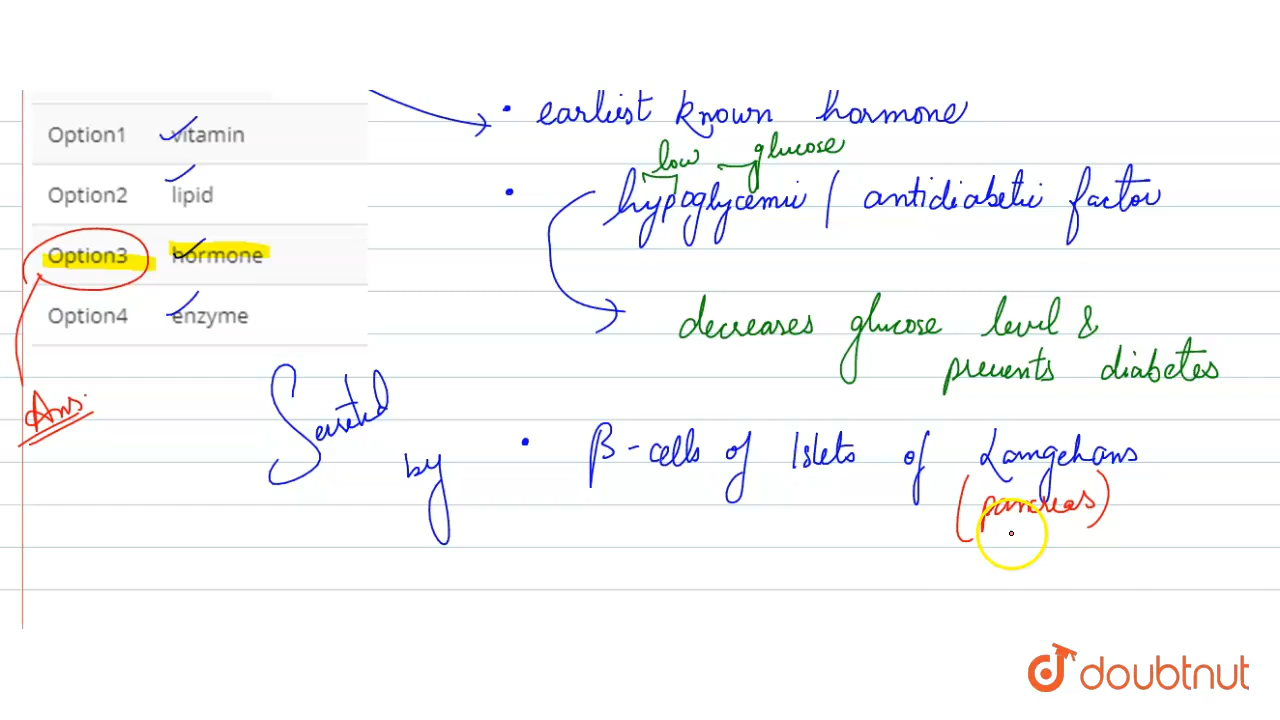 • earliest known hormone
Option1 vitamin
low glucose
Option2 lipid
• hypoglycemic / antidiabetic factor
Option3 hormone
Option4 enzyme
decreases glucose level &
prevents diabetes
Ans.
Secreted
by
• β-cells of Islets of Langehans
(pancreas)
doubtnut